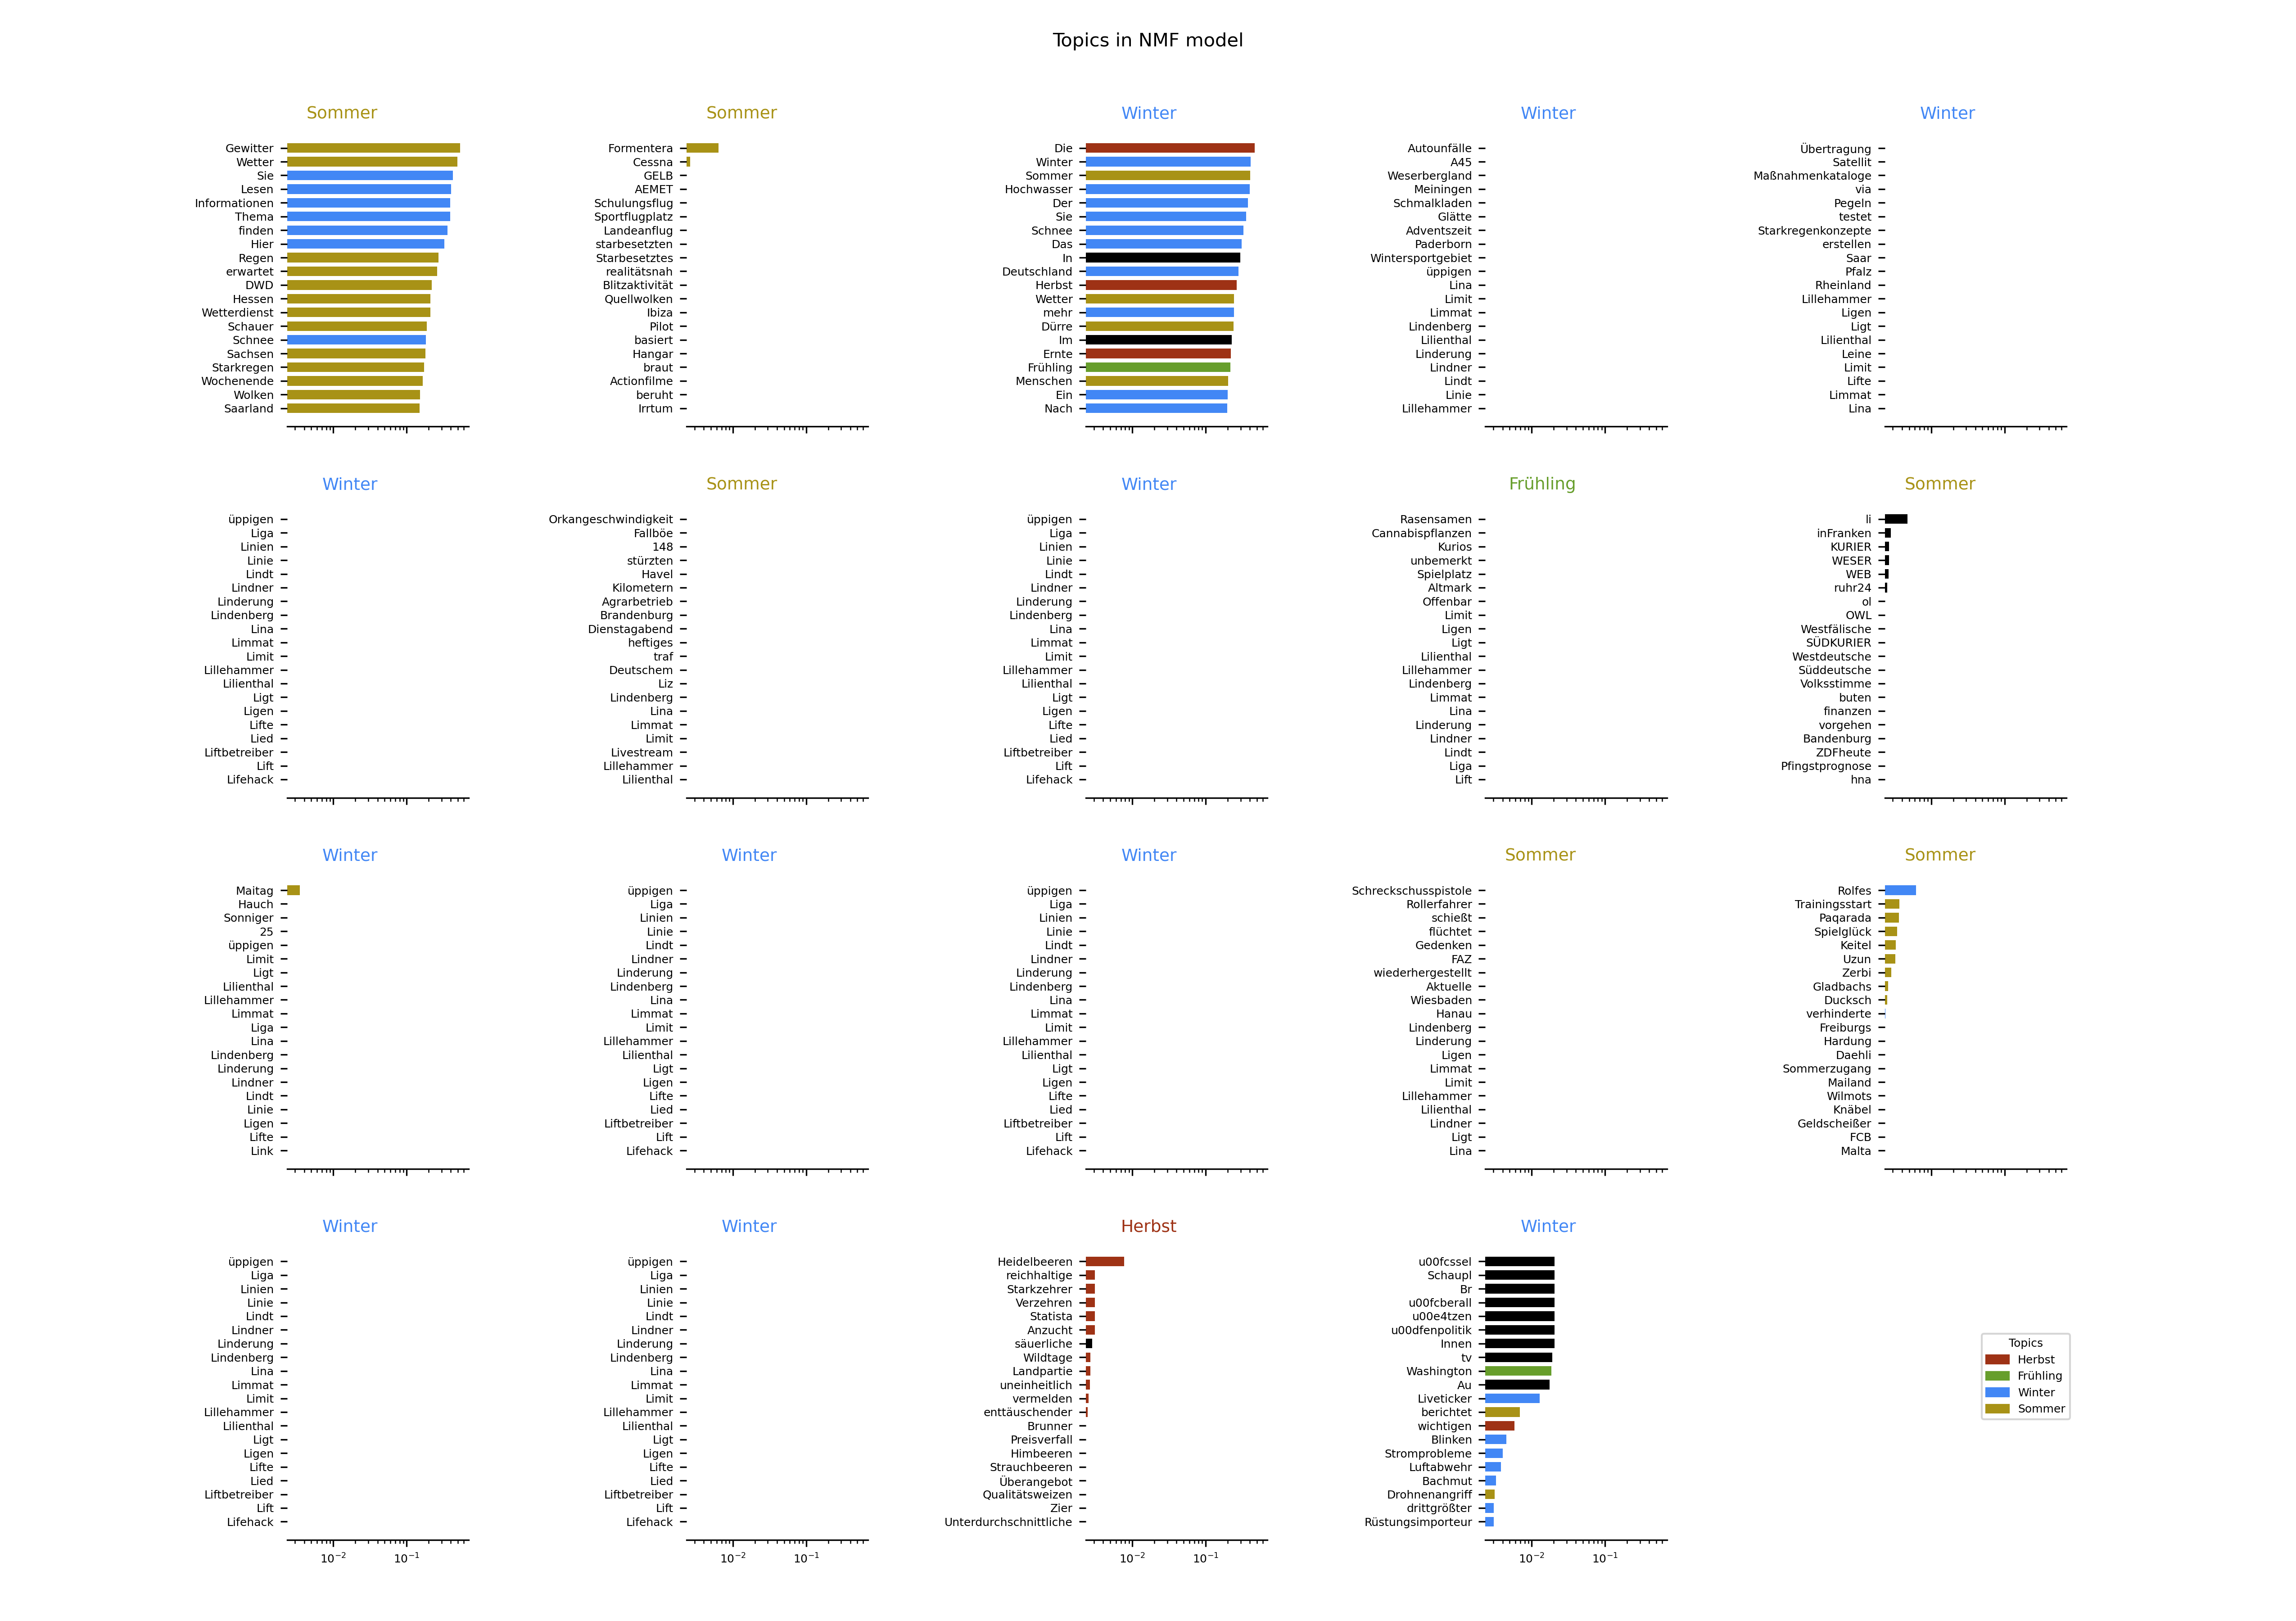 Topics in NMF model
Sommer
Gewitter
Wetter
Sie
Lesen
Informationen
Thema
finden
Hier
Regen
erwartet
DWD
Hessen
Wetterdienst
Schauer
Schnee
Sachsen
Starkregen
Wochenende
Wolken
Saarland
Sommer
Formentera
Cessna
GELB
AEMET
Schulungsflug
Sportflugplatz
Landeanflug
starbesetzten
Starbesetztes
realitätsnah
Blitzaktivität
Quellwolken
Ibiza
Pilot
basiert
Hangar
braut
Actionfilme
beruht
Irrtum
Winter
Die
Winter
Sommer
Hochwasser
Der
Sie
Schnee
Das
In
Deutschland
Herbst
Wetter
mehr
Dürre
Im
Ernte
Frühling
Menschen
Ein
Nach
Winter
Autounfälle
A45
Weserbergland
Meiningen
Schmalkladen
Glätte
Adventszeit
Paderborn
Wintersportgebiet
üppigen
Lina
Limit
Limmat
Lindenberg
Lilienthal
Linderung
Lindner
Lindt
Linie
Lillehammer
Winter
Übertragung
Satellit
Maßnahmenkataloge
via
Pegeln
testet
Starkregenkonzepte
erstellen
Saar
Pfalz
Rheinland
Lillehammer
Ligen
Ligt
Lilienthal
Leine
Limit
Lifte
Limmat
Lina
Winter
üppigen
Liga
Linien
Linie
Lindt
Lindner
Linderung
Lindenberg
Lina
Limmat
Limit
Lillehammer
Lilienthal
Ligt
Ligen
Lifte
Lied
Liftbetreiber
Lift
Lifehack
Sommer
Orkangeschwindigkeit
Fallböe
148
stürzten
Havel
Kilometern
Agrarbetrieb
Brandenburg
Dienstagabend
heftiges
traf
Deutschem
Liz
Lindenberg
Lina
Limmat
Limit
Livestream
Lillehammer
Lilienthal
Winter
üppigen
Liga
Linien
Linie
Lindt
Lindner
Linderung
Lindenberg
Lina
Limmat
Limit
Lillehammer
Lilienthal
Ligt
Ligen
Lifte
Lied
Liftbetreiber
Lift
Lifehack
Frühling
Rasensamen
Cannabispflanzen
Kurios
unbemerkt
Spielplatz
Altmark
Offenbar
Limit
Ligen
Ligt
Lilienthal
Lillehammer
Lindenberg
Limmat
Lina
Linderung
Lindner
Lindt
Liga
Lift
Sommer
li
inFranken
KURIER
WESER
WEB
ruhr24
ol
OWL
Westfälische
SÜDKURIER
Westdeutsche
Süddeutsche
Volksstimme
buten
finanzen
vorgehen
Bandenburg
ZDFheute
Pfingstprognose
hna
Winter
Maitag
Hauch
Sonniger
25
üppigen
Limit
Ligt
Lilienthal
Lillehammer
Limmat
Liga
Lina
Lindenberg
Linderung
Lindner
Lindt
Linie
Ligen
Lifte
Link
Winter
üppigen
Liga
Linien
Linie
Lindt
Lindner
Linderung
Lindenberg
Lina
Limmat
Limit
Lillehammer
Lilienthal
Ligt
Ligen
Lifte
Lied
Liftbetreiber
Lift
Lifehack
Winter
üppigen
Liga
Linien
Linie
Lindt
Lindner
Linderung
Lindenberg
Lina
Limmat
Limit
Lillehammer
Lilienthal
Ligt
Ligen
Lifte
Lied
Liftbetreiber
Lift
Lifehack
Sommer
Schreckschusspistole
Rollerfahrer
schießt
flüchtet
Gedenken
FAZ
wiederhergestellt
Aktuelle
Wiesbaden
Hanau
Lindenberg
Linderung
Ligen
Limmat
Limit
Lillehammer
Lilienthal
Lindner
Ligt
Lina
Sommer
Rolfes
Trainingsstart
Paqarada
Spielglück
Keitel
Uzun
Zerbi
Gladbachs
Ducksch
verhinderte
Freiburgs
Hardung
Daehli
Sommerzugang
Mailand
Wilmots
Knäbel
Geldscheißer
FCB
Malta
Winter
üppigen
Liga
Linien
Linie
Lindt
Lindner
Linderung
Lindenberg
Lina
Limmat
Limit
Lillehammer
Lilienthal
Ligt
Ligen
Lifte
Lied
Liftbetreiber
Lift
Lifehack
10⁻² 10⁻¹
Winter
üppigen
Liga
Linien
Linie
Lindt
Lindner
Linderung
Lindenberg
Lina
Limmat
Limit
Lillehammer
Lilienthal
Ligt
Ligen
Lifte
Lied
Liftbetreiber
Lift
Lifehack
10⁻² 10⁻¹
Herbst
Heidelbeeren
reichhaltige
Starkzehrer
Verzehren
Statista
Anzucht
säuerliche
Wildtage
Landpartie
uneinheitlich
vermelden
enttäuschender
Brunner
Preisverfall
Himbeeren
Strauchbeeren
Überangebot
Qualitätsweizen
Zier
Unterdurchschnittliche
10⁻² 10⁻¹
Winter
u00fcssel
Schaupl
Br
u00fcberall
u00e4tzen
u00dfenpolitik
Innen
tv
Washington
Au
Liveticker
berichtet
wichtigen
Blinken
Stromprobleme
Luftabwehr
Bachmut
Drohnenangriff
drittgrößter
Rüstungsimporteur
10⁻² 10⁻¹
Topics
Herbst
Frühling
Winter
Sommer